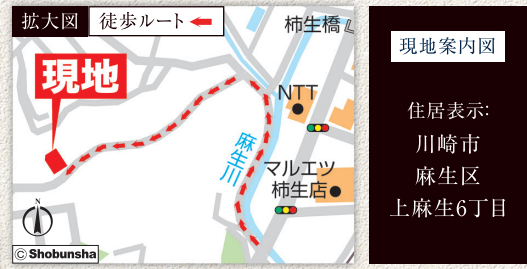 拡大図 徒歩ルート
柿生橋
現地
NTT
麻生川
マルエツ
柿生店
N
© Shobunsha
現地案内図
住居表示:
川崎市
麻生区
上麻生6丁目